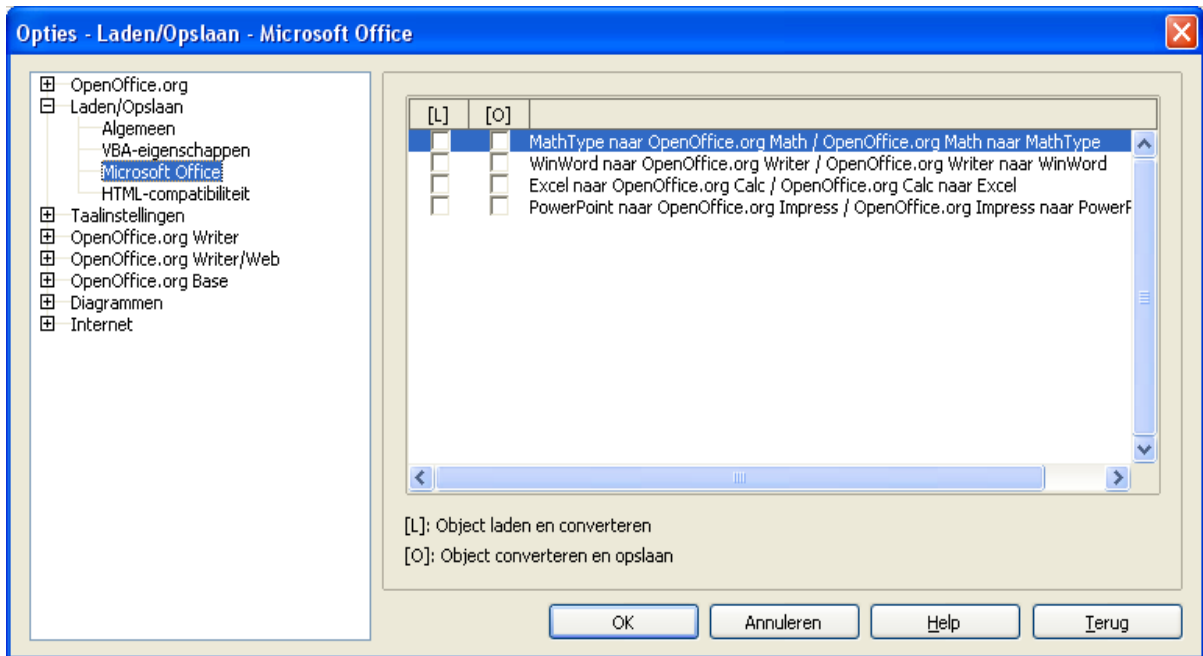 Opties - Laden/Opslaan - Microsoft Office
OpenOffice.org
Laden/Opslaan
Algemeen
VBA-eigenschappen
Microsoft Office
HTML-compatibiliteit
Taalinstellingen
OpenOffice.org Writer
OpenOffice.org Writer/Web
OpenOffice.org Base
Diagrammen
Internet
[L] [O]
MathType naar OpenOffice.org Math / OpenOffice.org Math naar MathType
WinWord naar OpenOffice.org Writer / OpenOffice.org Writer naar WinWord
Excel naar OpenOffice.org Calc / OpenOffice.org Calc naar Excel
PowerPoint naar OpenOffice.org Impress / OpenOffice.org Impress naar
[L]: Object laden en converteren
[O]: Object converteren en opslaan
OK Annuleren Help Terug